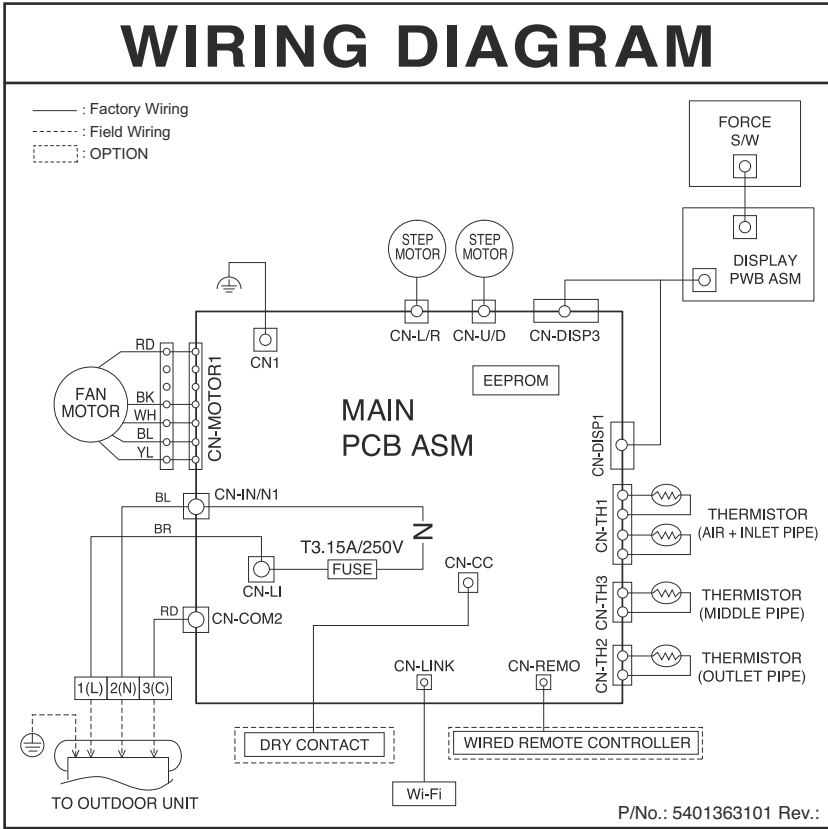 WIRING DIAGRAM
: Factory Wiring
: Field Wiring
: OPTION
FORCE
S/W
DISPLAY
PWB ASM
STEP
MOTOR
STEP
MOTOR
CN-L/R
CN-U/D
CN-DISP3
CN1
EEPROM
MAIN
PCB ASM
CN-DISP1
FAN
MOTOR
RD
BK
WH
BL
YL
CN-MOTOR1
BL
CN-IN/N1
BR
N
T3.15A/250V
FUSE
CN-LI
CN-CC
RD
CN-COM2
CN-TH1
THERMISTOR
(AIR + INLET PIPE)
CN-TH3
THERMISTOR
(MIDDLE PIPE)
CN-TH2
THERMISTOR
(OUTLET PIPE)
CN-LINK
CN-REMO
1(L) 2(N) 3(C)
DRY CONTACT
WIRED REMOTE CONTROLLER
Wi-Fi
TO OUTDOOR UNIT
P/No.: 5401363101 Rev.: